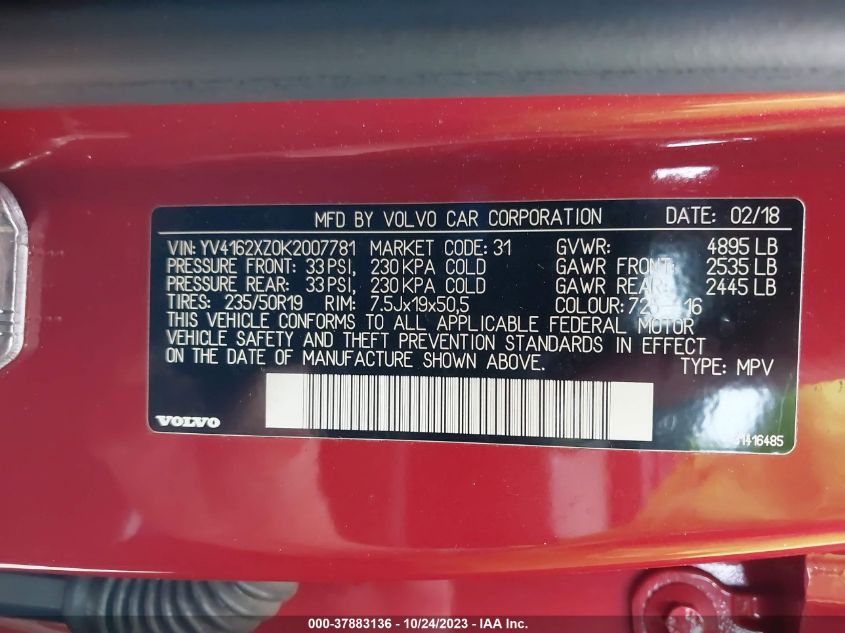 MFD BY VOLVO CAR CORPORATION DATE: 02/18
VIN: YV4162XZ0K2007781 MARKET CODE: 31 GVWR: 4895 LB
PRESSURE FRONT: 33 PSI, 230 KPA COLD GAWR FRONT: 2535 LB
PRESSURE REAR: 33 PSI, 230 KPA COLD GAWR REAR: 2445 LB
TIRES: 235/50R19 RIM: 7.5Jx19x50,5 COLOUR:
THIS VEHICLE CONFORMS TO ALL APPLICABLE FEDERAL MOTOR
VEHICLE SAFETY AND THEFT PREVENTION STANDARDS IN EFFECT
ON THE DATE OF MANUFACTURE SHOWN ABOVE. TYPE: MPV
VOLVO
000-37883136 - 10/24/2023 - IAA Inc.